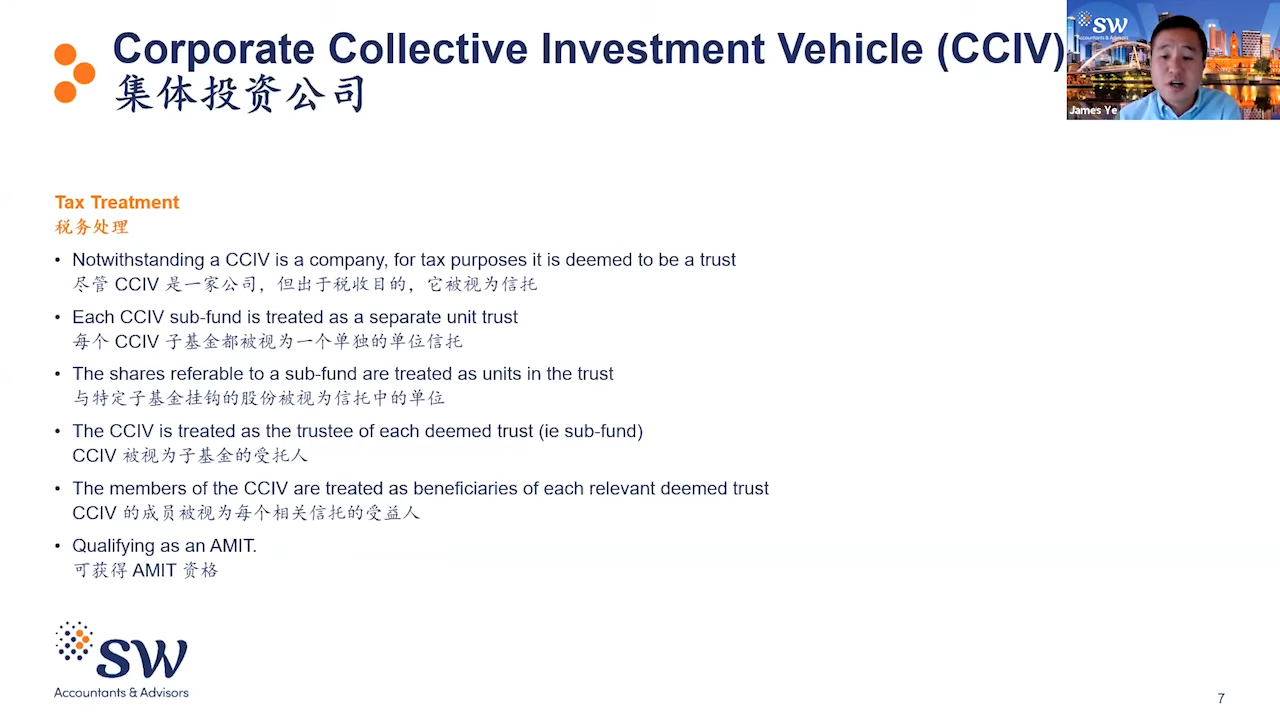 Corporate Collective Investment Vehicle (CCIV)
集体投资公司
SW
Accountants & Advisors
James Ye
Tax Treatment
税务处理
• Notwithstanding a CCIV is a company, for tax purposes it is deemed to be a trust
尽管 CCIV 是一家公司，但出于税收目的，它被视为信托
• Each CCIV sub-fund is treated as a separate unit trust
每个 CCIV 子基金都被视为一个单独的单位信托
• The shares referable to a sub-fund are treated as units in the trust
与特定子基金挂钩的股份被视为信托中的单位
• The CCIV is treated as the trustee of each deemed trust (ie sub-fund)
CCIV 被视为子基金的受托人
• The members of the CCIV are treated as beneficiaries of each relevant deemed trust
CCIV 的成员被视为每个相关信托的受益人
• Qualifying as an AMIT.
可获得 AMIT 资格
SW
Accountants & Advisors
7